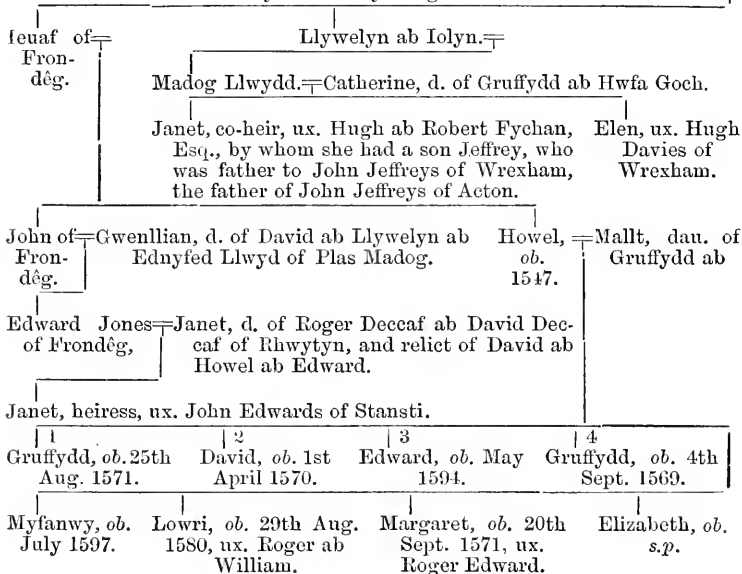 Ieuaf of Fron-dêg.
Llywelyn ab Iolyn.
Madog Llwydd. Catherine, d. of Gruffydd ab Hwfa Goch.
Janet, co-heir, ux. Hugh ab Robert Fychan,
Esq., by whom she had a son Jeffrey, who
was father to John Jeffreys of Wrexham,
the father of John Jeffreys of Acton.
Elen, ux. Hugh
Davies of
Wrexham.
John of
Fron-
dêg.
Gwenllian, d. of David ab Llywelyn ab
Ednyfed Llwyd of Plas Madog.
Howel,
ob.
1547.
Mallt, dau. of
Gruffydd ab
Edward Jones
of Frondêg,
Janet, d. of Roger Deccaf ab David Dec-
caf of Rhwytyn, and relict of David ab
Howel ab Edward.
Janet, heiress, ux. John Edwards of Stansti.
1
Gruffydd, ob. 25th
Aug. 1571.
2
David, ob. 1st
April 1570.
3
Edward, ob. May
1594.
4
Gruffydd, ob. 4th
Sept. 1569.
Myfanwy, ob.
July 1597.
Lowri, ob. 29th Aug.
1580, ux. Roger ab
William.
Margaret, ob. 20th
Sept. 1571, ux.
Roger Edward.
Elizabeth, ob.
s.p.